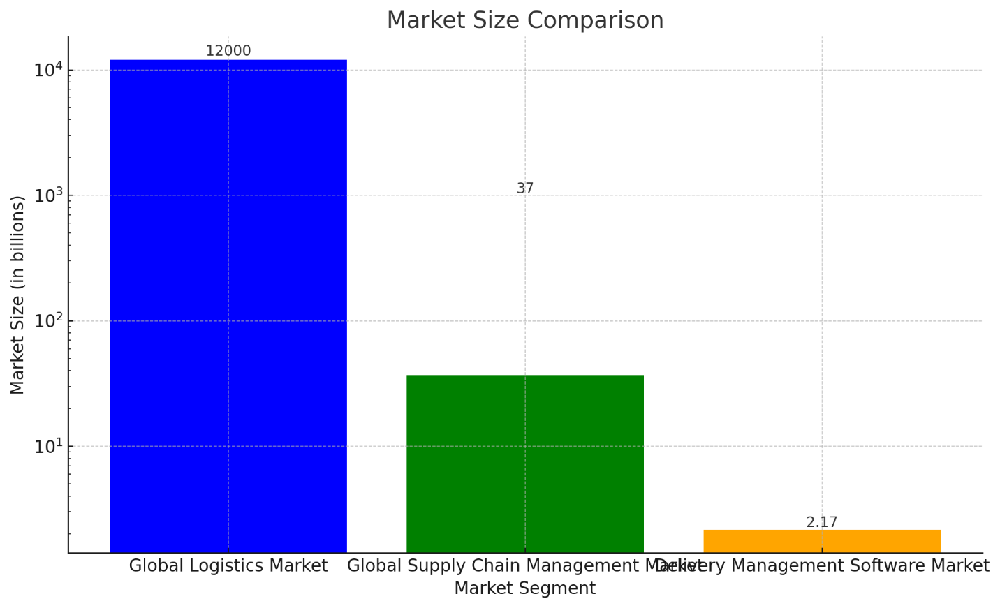 Market Size Comparison
12000
10⁴
37
10³
Market Size (in billions)
10²
10¹
2.17
Global Logistics Market
Global Supply Chain Management Market
Delivery Management Software Market
Market Segment